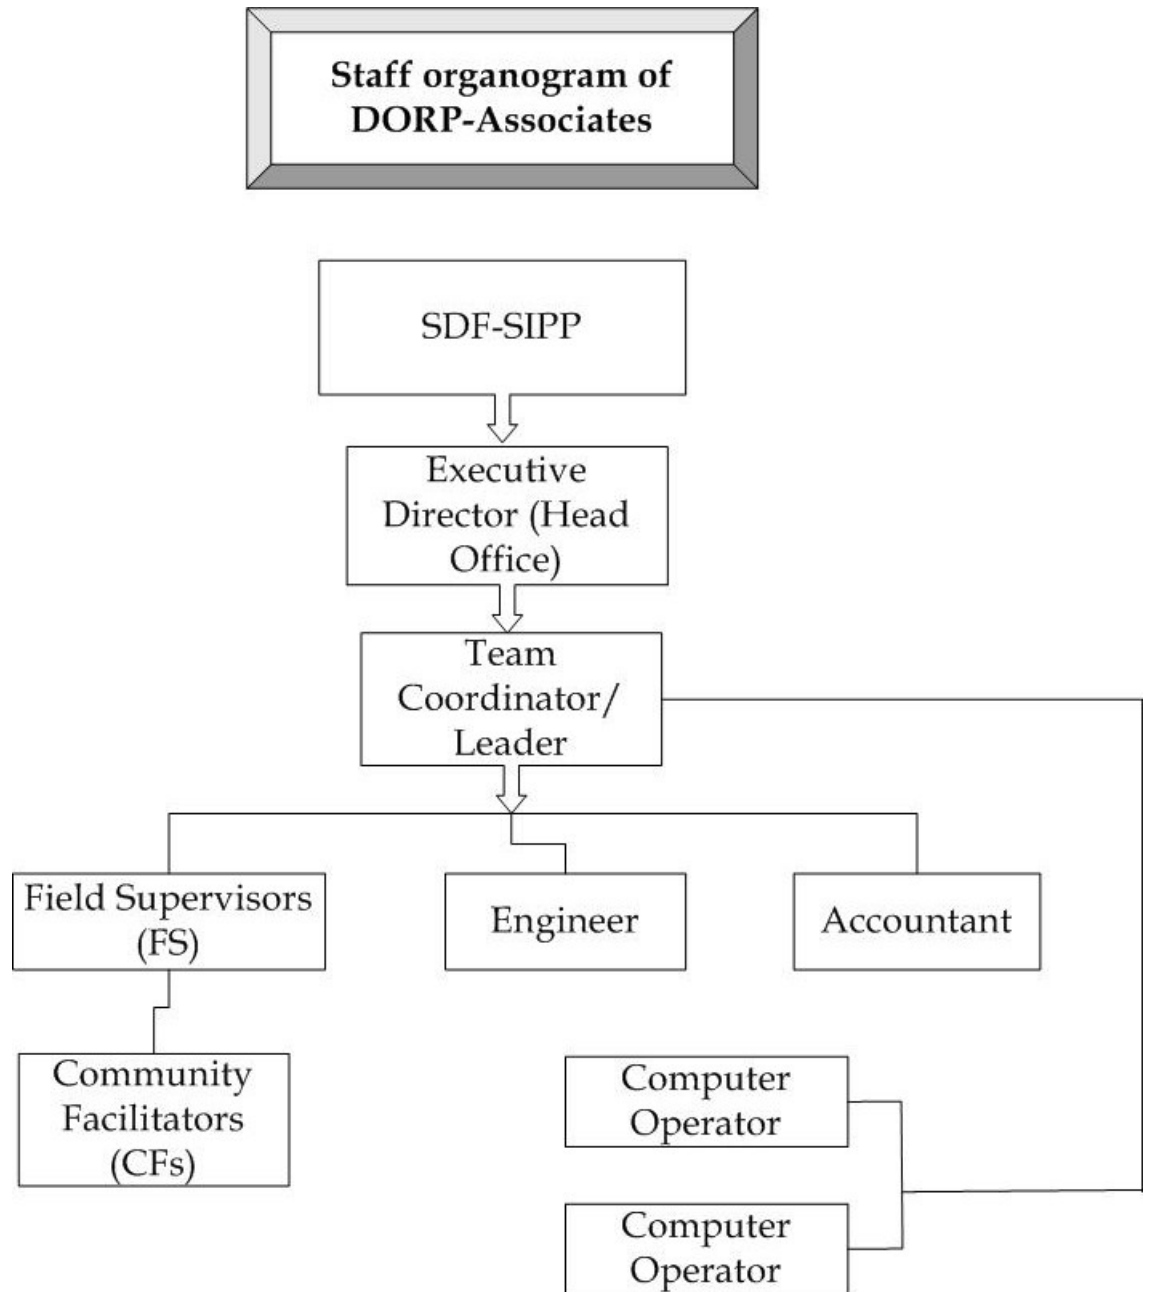 Staff organogram of
DORP-Associates
SDF-SIPP
Executive
Director (Head
Office)
Team
Coordinator/
Leader
Field Supervisors
(FS)
Engineer
Accountant
Community
Facilitators
(CFs)
Computer
Operator
Computer
Operator